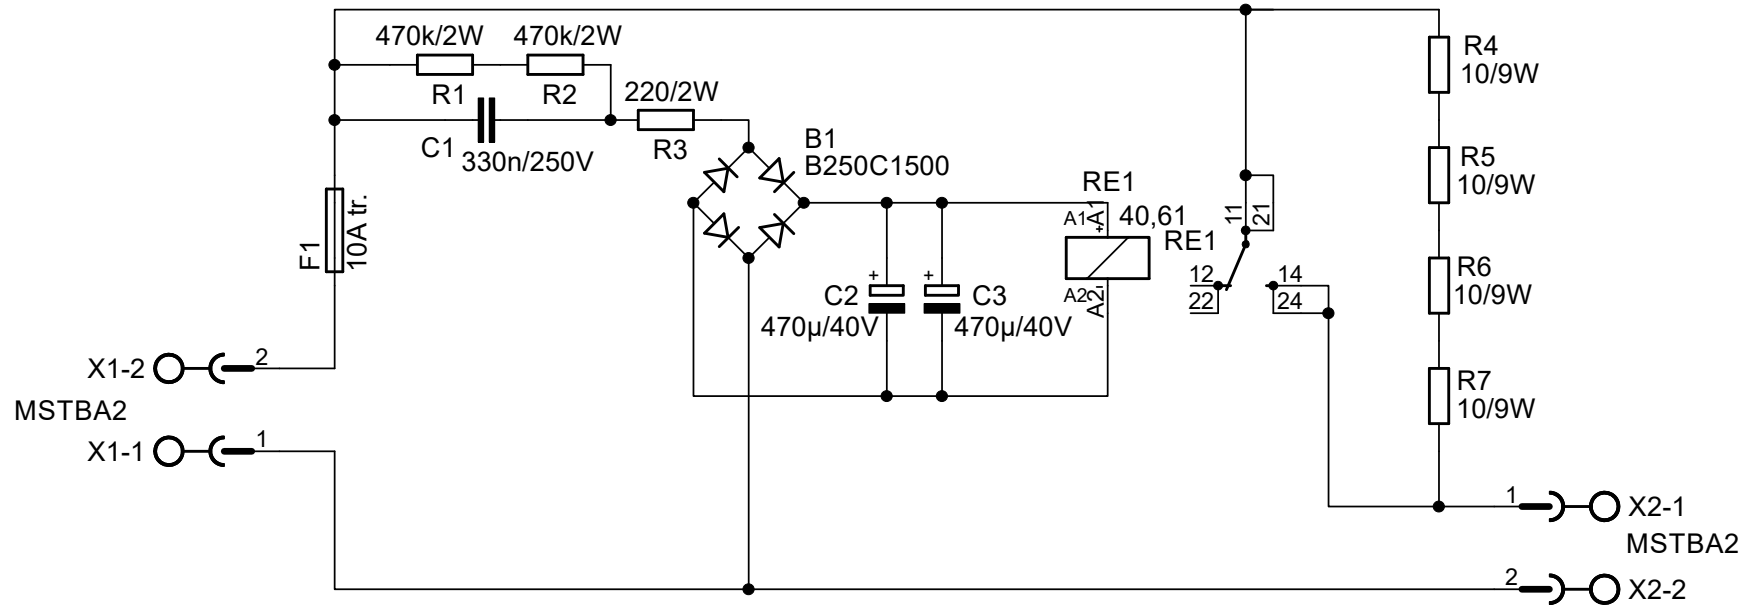 470k/2W 470k/2W
R1 R2
220/2W
C1 330n/250V
R3
B1
B250C1500
F1
10A tr.
RE1
A1 A1 +
40,61
RE1
A2 A2 -
11 21
12 14
22 24
+ +
C2 C3
470µ/40V 470µ/40V
R4
10/9W
R5
10/9W
R6
10/9W
R7
10/9W
X1-2 2
MSTBA2
X1-1 1
1 X2-1
MSTBA2
2 X2-2